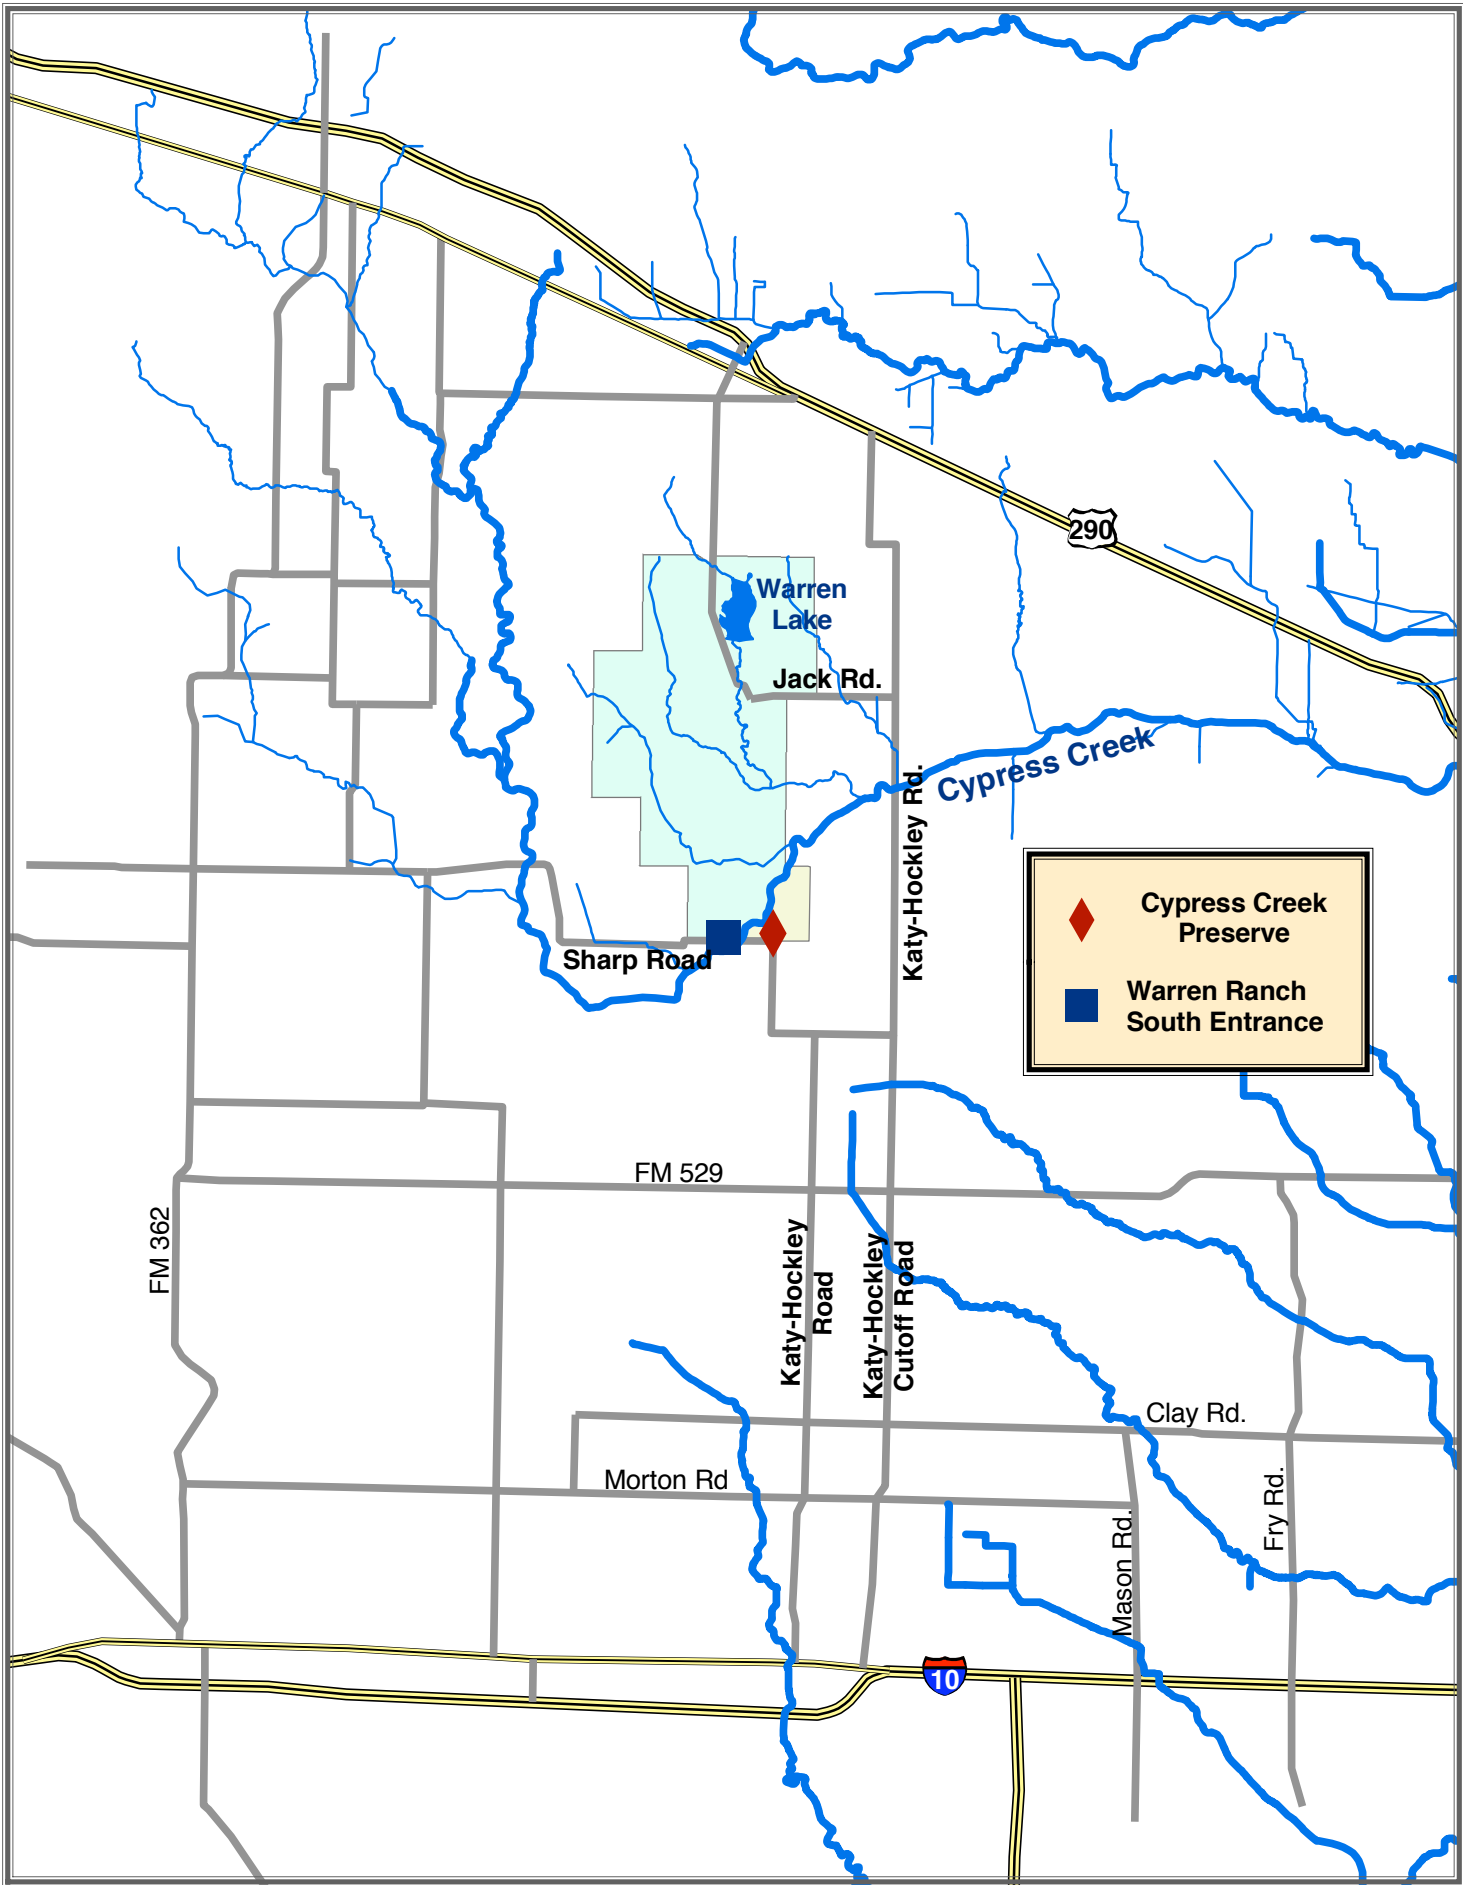 290
Warren
Lake
Jack Rd.
Cypress Creek
Katy-Hockley Rd.
Cypress Creek
Preserve
Warren Ranch
South Entrance
Sharp Road
FM 529
FM 362
Katy-Hockley
Road
Katy-Hockley
Cutoff Road
Clay Rd.
Morton Rd
Mason Rd.
Fry Rd.
10